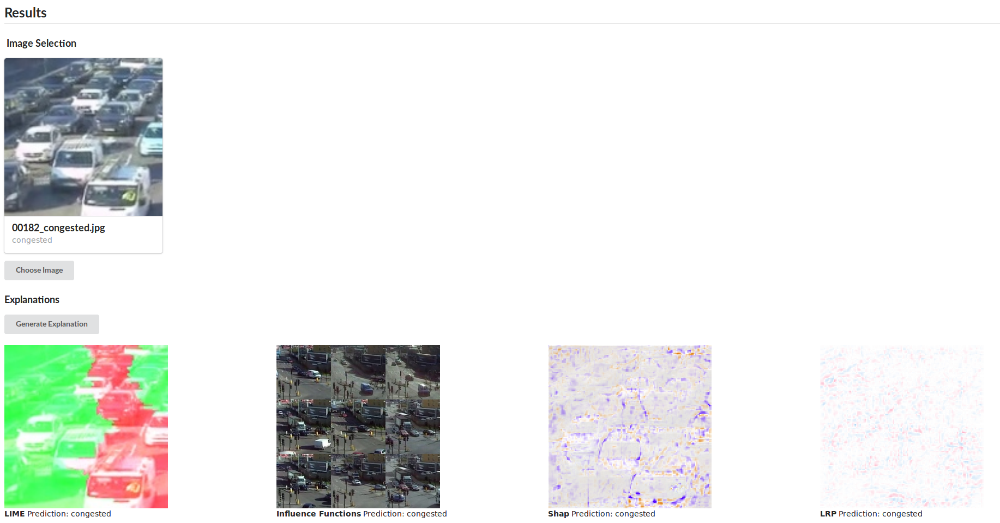 Results
Image Selection
00182_congested.jpg
congested
Choose Image
Explanations
Generate Explanation
LIME Prediction: congested
Influence Functions Prediction: congested
Shap Prediction: congested
LRP Prediction: congested